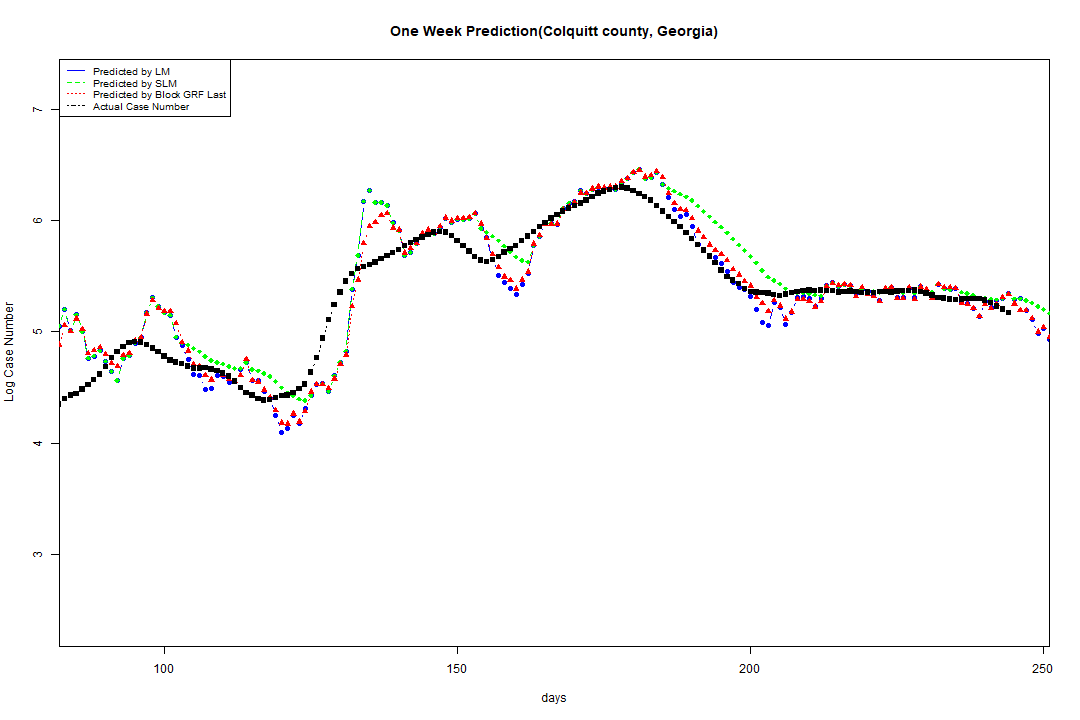 One Week Prediction(Colquitt county, Georgia)
Predicted by LM
Predicted by SLM
Predicted by Block GRF Last
Actual Case Number
7
6
5
4
3
Log Case Number
100 150 200 250
days